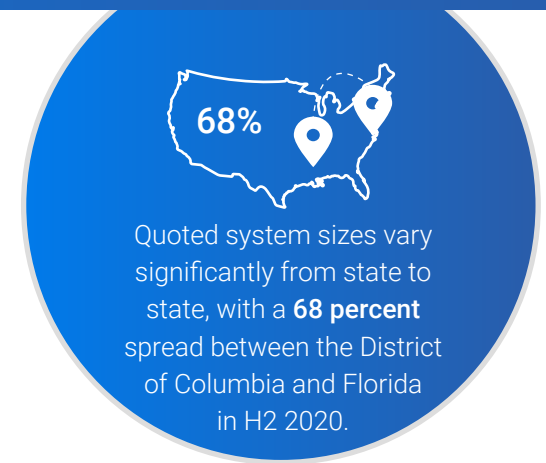 68%
Quoted system sizes vary
significantly from state to
state, with a 68 percent
spread between the District
of Columbia and Florida
in H2 2020.